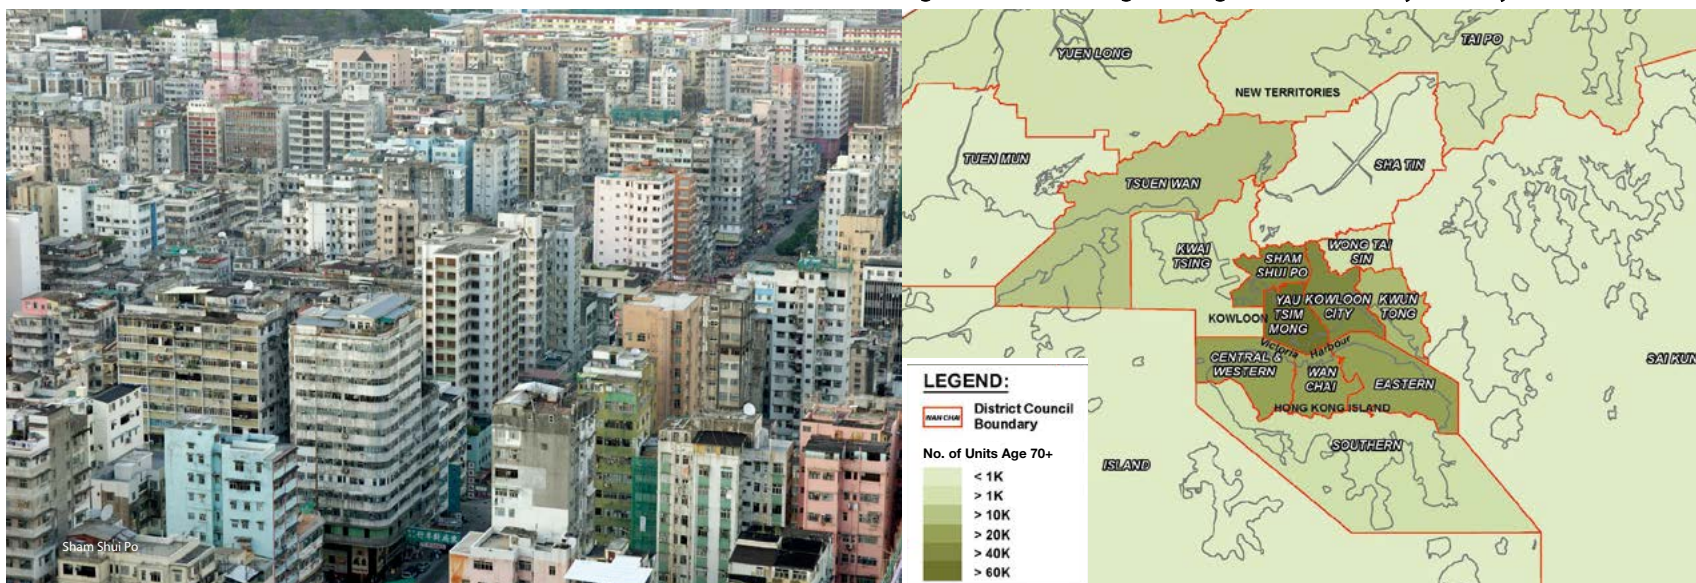 Sham Shui Po
YUEN LONG
TAI PO
NEW TERRITORIES
TUEN MUN
SHA TIN
TSUEN WAN
KWAI
TSING
WONG TAI
SIN
SHAM
SHUI PO
YAU
TSIM
MONG
KOWLOON
CITY
KWUN
TONG
KOWLOON
Victoria Harbour
CENTRAL &
WESTERN
WAN
CHAI
EASTERN
HONG KONG ISLAND
SAI KUN
SOUTHERN
ISLAND
LEGEND:
WAN CHAI
District Council
Boundary
No. of Units Age 70+
< 1K
> 1K
> 10K
> 20K
> 40K
> 60K